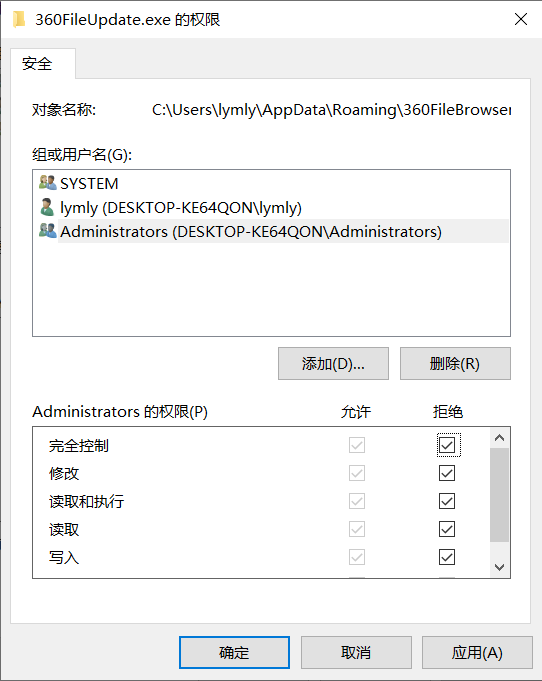 360FileUpdate.exe 的权限
安全
对象名称: C:\Users\lymly\AppData\Roaming\360FileBrowser
组或用户名(G):
SYSTEM
lymly (DESKTOP-KE64QON\lymly)
Administrators (DESKTOP-KE64QON\Administrators)
添加(D)... 删除(R)
Administrators 的权限(P) 允许 拒绝
完全控制
修改
读取和执行
读取
写入
确定 取消 应用(A)